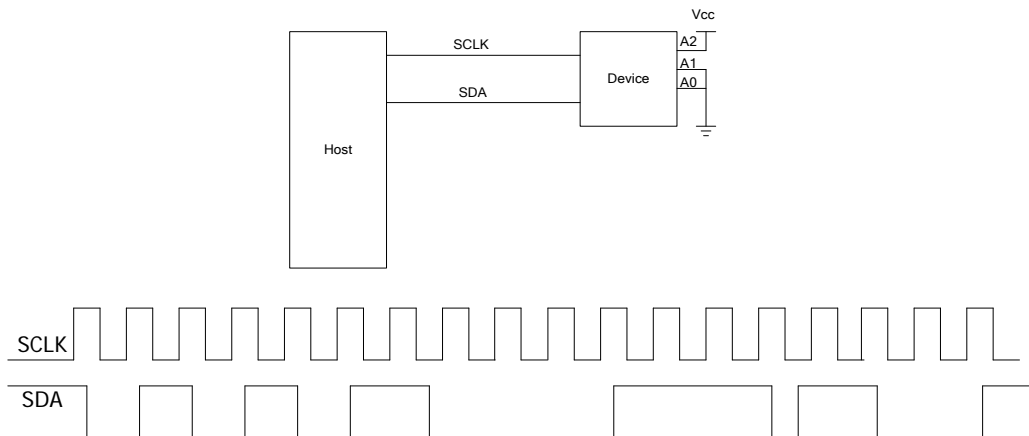 Vcc
SCLK
A2
A1
Device
A0
SDA
Host
SCLK
SDA